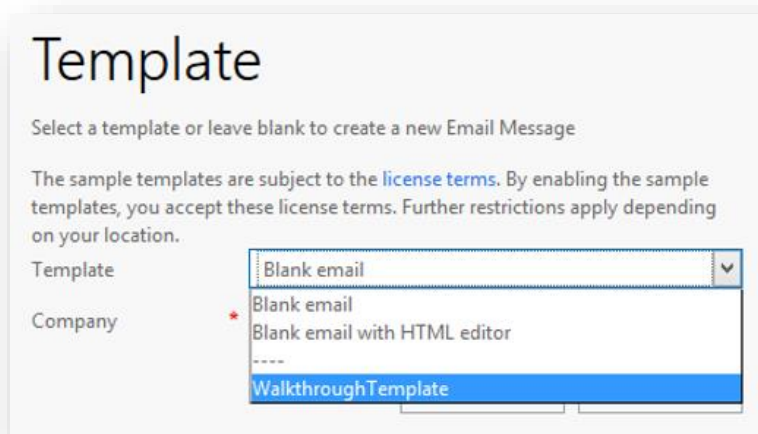 Template
Select a template or leave blank to create a new Email Message
The sample templates are subject to the license terms. By enabling the sample
templates, you accept these license terms. Further restrictions apply depending
on your location.
Template
Blank email
Company *
Blank email
Blank email with HTML editor
----
WalkthroughTemplate